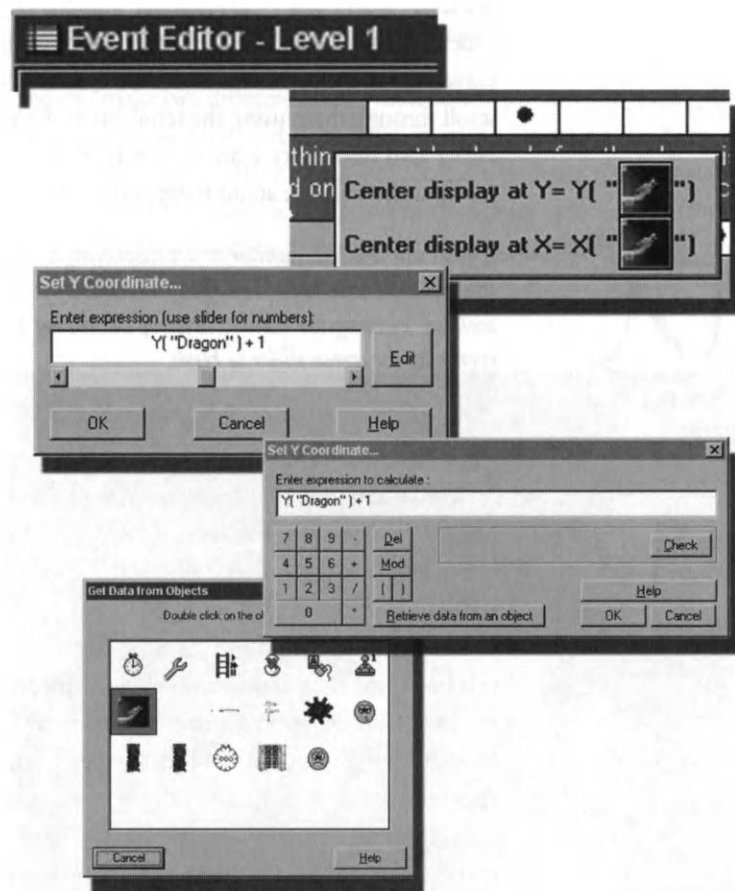 Event Editor - Level 1
thin
d on
Center display at Y= Y( " ")
Center display at X= X( " ")
Set Y Coordinate...
Enter expression (use slider for numbers):
Y( "Dragon" ) + 1
Edit
OK Cancel Help
Set Y Coordinate...
Enter expression to calculate :
Y( "Dragon" ) + 1
7 8 9 - Del
Check
4 5 6 + Mod
1 2 3 / ( ) Help
0 * Retrieve data from an object OK Cancel
Get Data from Objects
Double click on the ob
Cancel Help